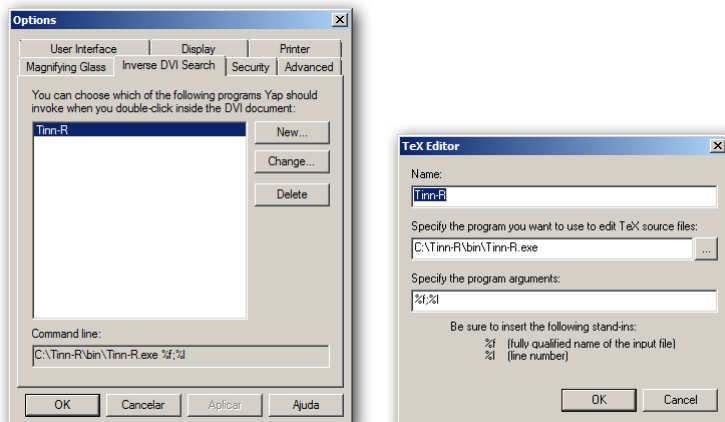 Options
User Interface Display Printer
Magnifying Glass Inverse DVI Search Security Advanced
You can choose which of the following programs Yap should
invoke when you double-click inside the DVI document:
Tinn-R
New...
Change...
Delete
Command line:
C:\Tinn-R\bin\Tinn-R.exe %f;%l
OK Cancelar Aplicar Ajuda
TeX Editor
Name:
Tinn-R
Specify the program you want to use to edit TeX source files:
C:\Tinn-R\bin\Tinn-R.exe ...
Specify the program arguments:
%f;%l
Be sure to insert the following stand-ins:
%f (fully qualified name of the input file)
%l (line number)
OK Cancel